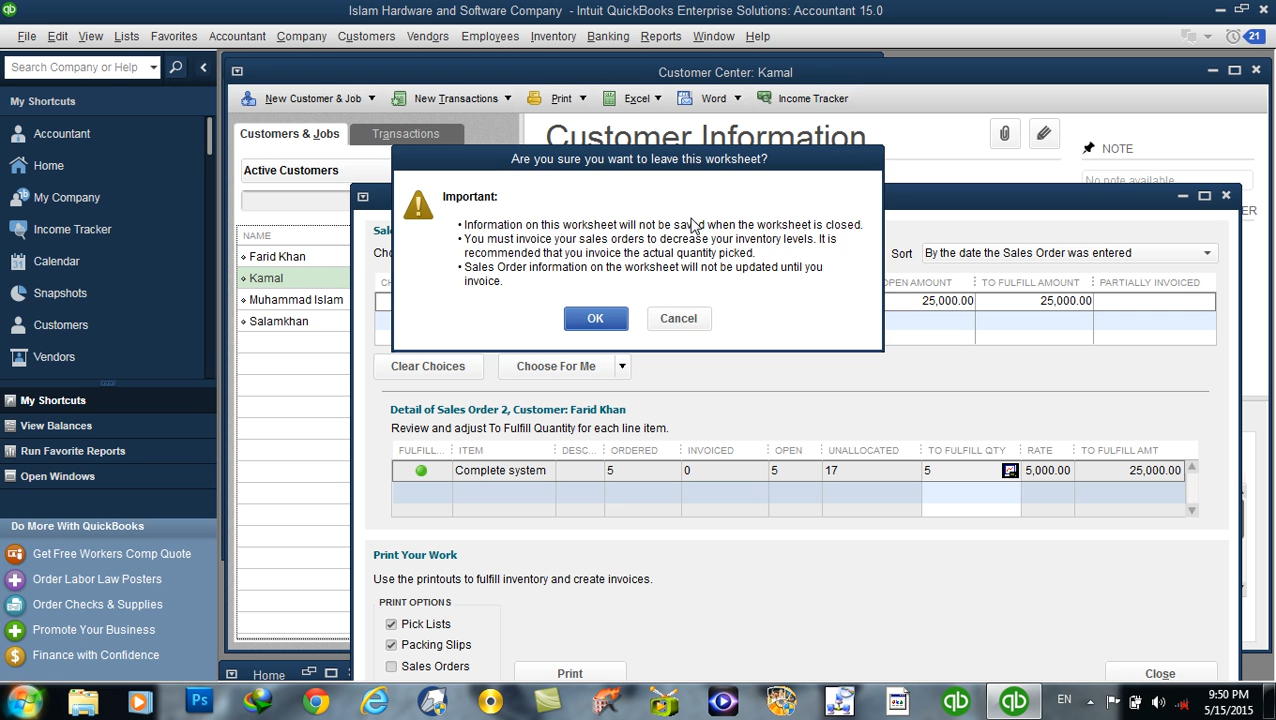 Islam Hardware and Software Company - Intuit QuickBooks Enterprise Solutions: Accountant 15.0
File Edit View Lists Favorites Accountant Company Customers Vendors Employees Inventory Banking Reports Window Help
21
Search Company or Help
My Shortcuts
Accountant
Home
My Company
Income Tracker
Calendar
Snapshots
Customers
Vendors
My Shortcuts
View Balances
Run Favorite Reports
Open Windows
Do More With QuickBooks
Get Free Workers Comp Quote
Order Labor Law Posters
Order Checks & Supplies
Promote Your Business
Finance with Confidence
Customer Center: Kamal
New Customer & Job New Transactions Print Excel Word Income Tracker
Customers & Jobs Transactions
Customer Information
NOTE
No note available
Active Customers
NAME
Farid Khan
Kamal
Muhammad Islam
Salamkhan
Are you sure you want to leave this worksheet?
Important:
• Information on this worksheet will not be saved when the worksheet is closed.
• You must invoice your sales orders to decrease your inventory levels. It is
recommended that you invoice the actual quantity picked.
• Sales Order information on the worksheet will not be updated until you
invoice.
OK Cancel
Sort By the date the Sales Order was entered
OPEN AMOUNT TO FULFILL AMOUNT PARTIALLY INVOICED
25,000.00 25,000.00
Clear Choices Choose For Me
Detail of Sales Order 2, Customer: Farid Khan
Review and adjust To Fulfill Quantity for each line item.
FULFILL... ITEM DESC... ORDERED INVOICED OPEN UNALLOCATED TO FULFILL QTY RATE TO FULFILL AMT
Complete system 5 0 5 17 5 5,000.00 25,000.00
Print Your Work
Use the printouts to fulfill inventory and create invoices.
PRINT OPTIONS
Pick Lists
Packing Slips
Sales Orders
Print Close
Home
EN
9:50 PM
5/15/2015